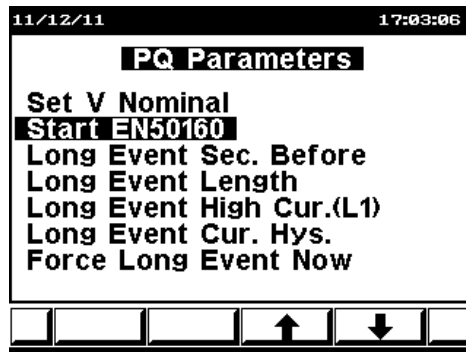 11/12/11 17:03:06
PQ Parameters
Set V Nominal
Start EN50160
Long Event Sec. Before
Long Event Length
Long Event High Cur.(L1)
Long Event Cur. Hys.
Force Long Event Now